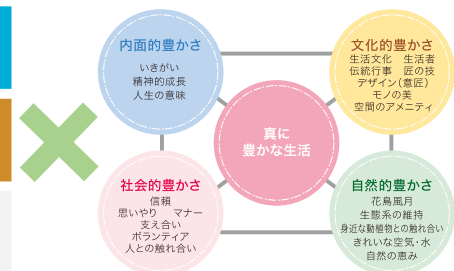 内面的豊かさ
いきがい
精神的成長
人生の意味
文化的豊かさ
生活文化　生活者
伝統行事　匠の技
デザイン（意匠）
モノの美
空間のアメニティ
真に
豊かな生活
社会的豊かさ
信頼
思いやり　マナー
支え合い
ボランティア
人との触れ合い
自然的豊かさ
花鳥風月
生態系の維持
身近な動植物との触れ合い
きれいな空気・水
自然の恵み